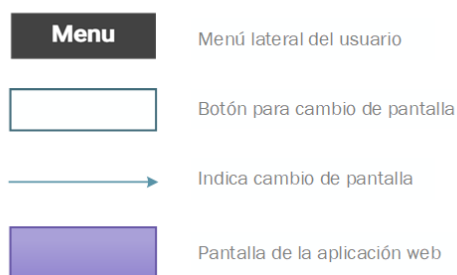 Menu
Menú lateral del usuario
Botón para cambio de pantalla
Indica cambio de pantalla
Pantalla de la aplicación web